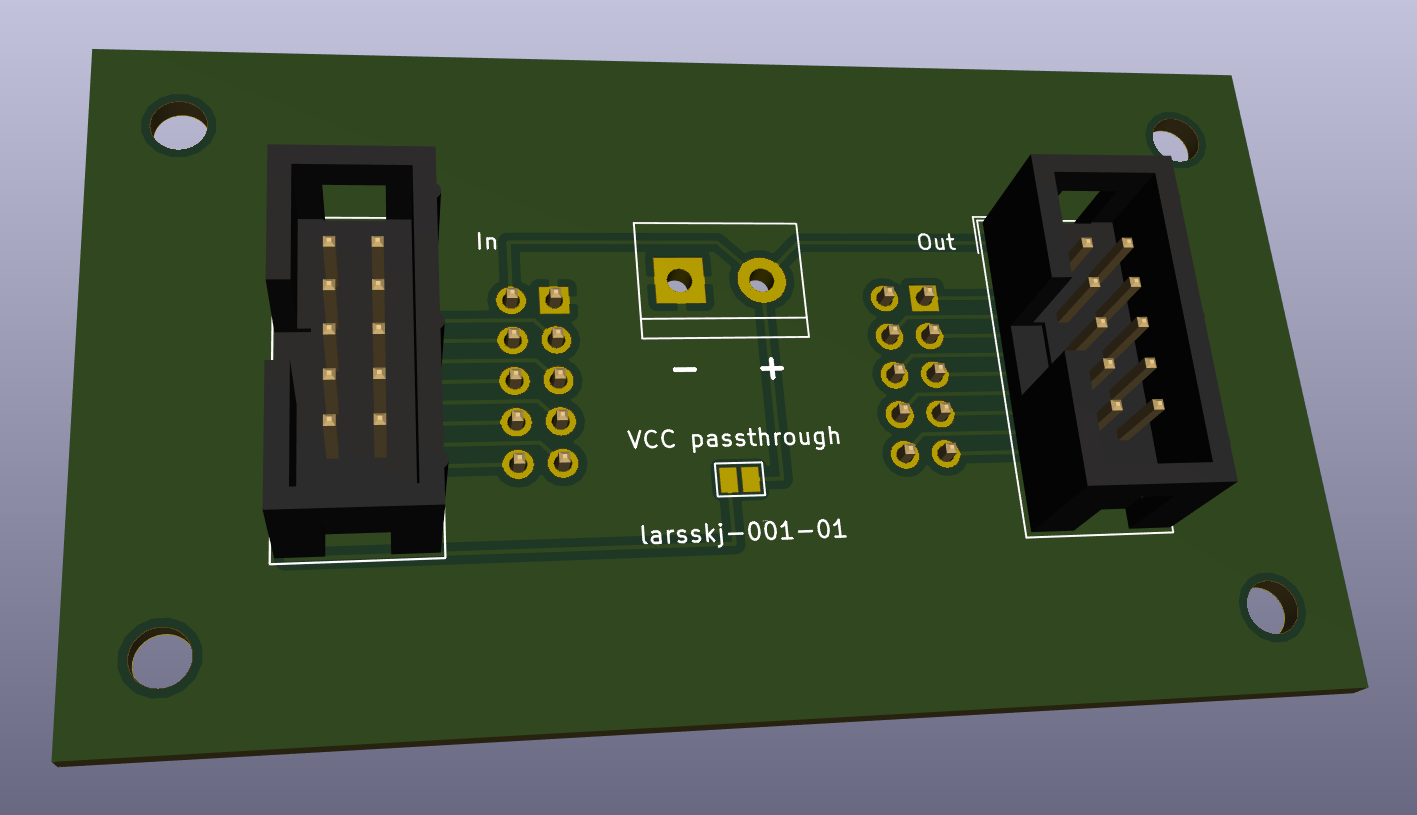 In
Out
- +
VCC passthrough
larsskj-001-01